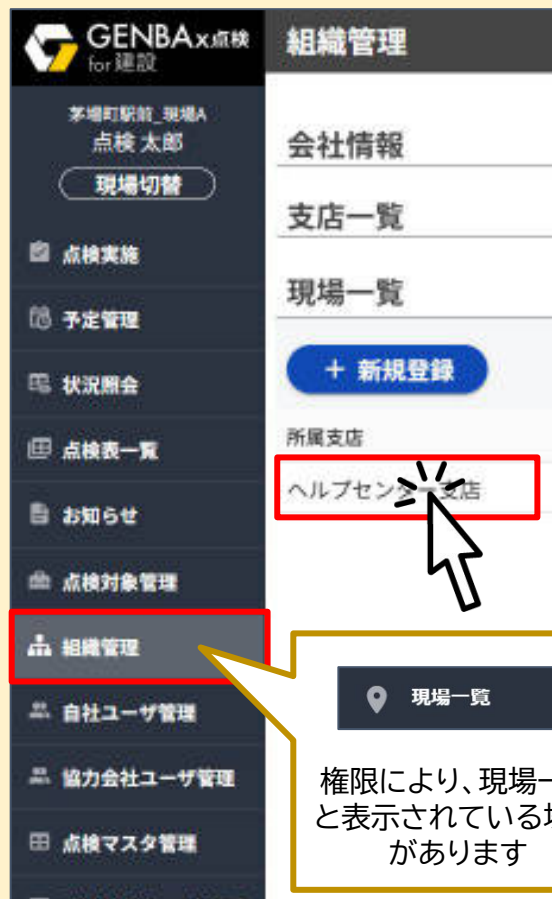 GENBAx点検
for 建設
茅場町駅前_現場A
点検 太郎
現場切替
点検実施
予定管理
状況照会
点検表一覧
お知らせ
点検対象管理
組織管理
自社ユーザ管理
協力会社ユーザ管理
点検マスタ管理
組織管理
会社情報
支店一覧
現場一覧
+ 新規登録
所属支店
ヘルプセンター支店
現場一覧
権限により、現場一
と表示されている
があります